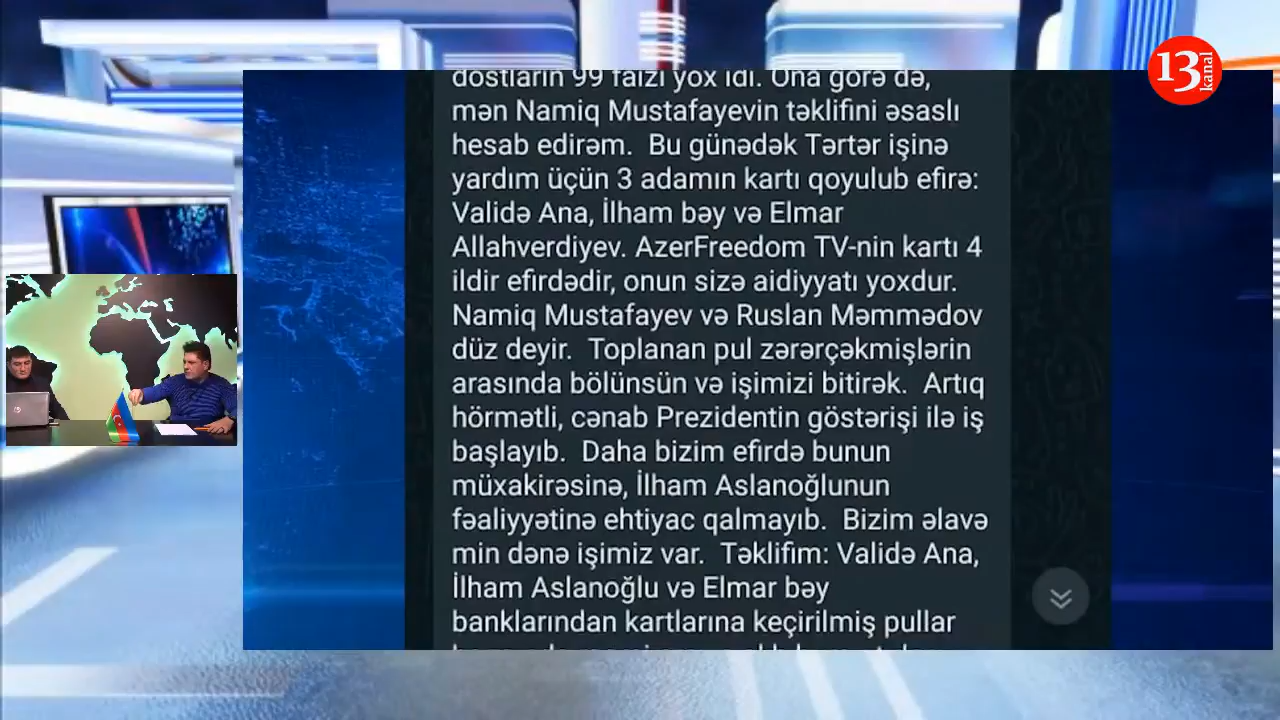 13
kanal
dostların 99 faizi yox idi. Ona görə də,
mən Namiq Mustafayevin təklifini əsaslı
hesab edirəm.  Bu günədək Tərtər işinə
yardım üçün 3 adamın kartı qoyulub efirə:
Validə Ana, İlham bəy və Elmar
Allahverdiyev. AzerFreedom TV-nin kartı 4
ildir efirdədir, onun sizə aidiyyatı yoxdur.
Namiq Mustafayev və Ruslan Məmmədov
düz deyir.  Toplanan pul zərərçəkmişlərin
arasında bölünsün və işimizi bitirək.  Artıq
hörmətli, cənab Prezidentin göstərişi ilə iş
başlayıb.  Daha bizim efirdə bunun
müxakirəsinə, İlham Aslanoğlunun
fəaliyyətinə ehtiyac qalmayıb.  Bizim əlavə
min dənə işimiz var.  Təklifim: Validə Ana,
İlham Aslanoğlu və Elmar bəy
banklarından kartlarına keçirilmiş pullar